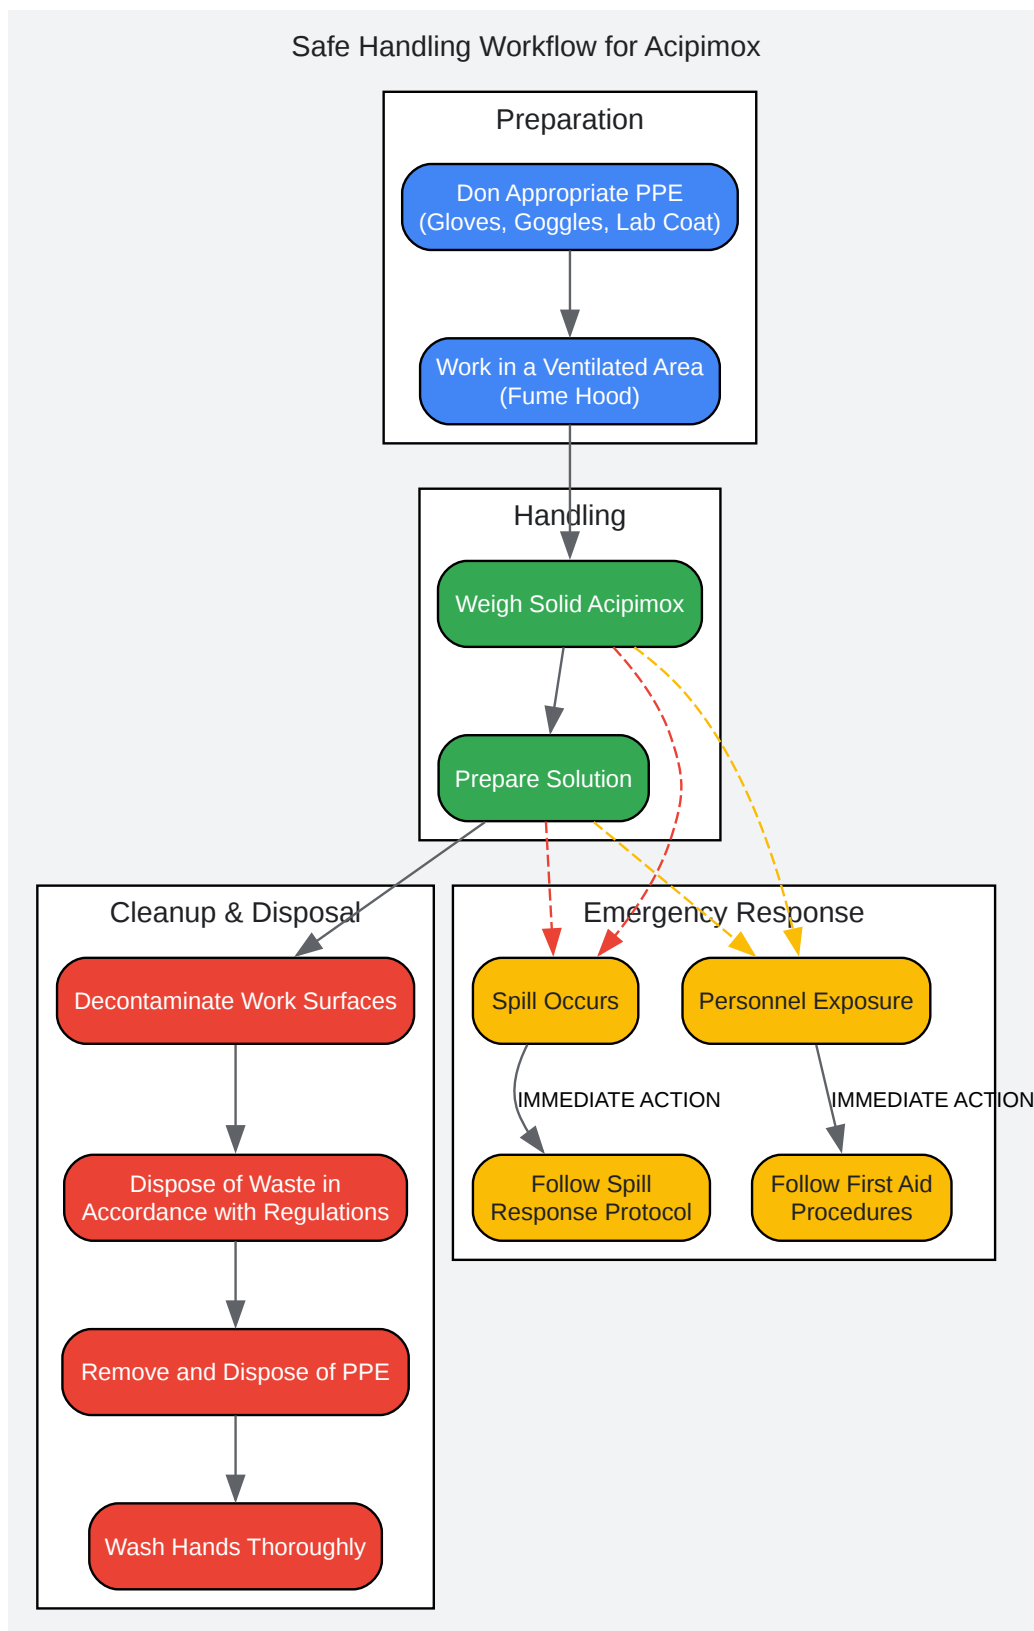 Safe Handling Workflow for Acipimox
Preparation
Don Appropriate PPE
(Gloves, Goggles, Lab Coat)
Work in a Ventilated Area
(Fume Hood)
Handling
Weigh Solid Acipimox
Prepare Solution
Cleanup & Disposal
Decontaminate Work Surfaces
Dispose of Waste in
Accordance with Regulations
Remove and Dispose of PPE
Wash Hands Thoroughly
Emergency Response
Spill Occurs
Personnel Exposure
IMMEDIATE ACTION
IMMEDIATE ACTION
Follow Spill
Response Protocol
Follow First Aid
Procedures